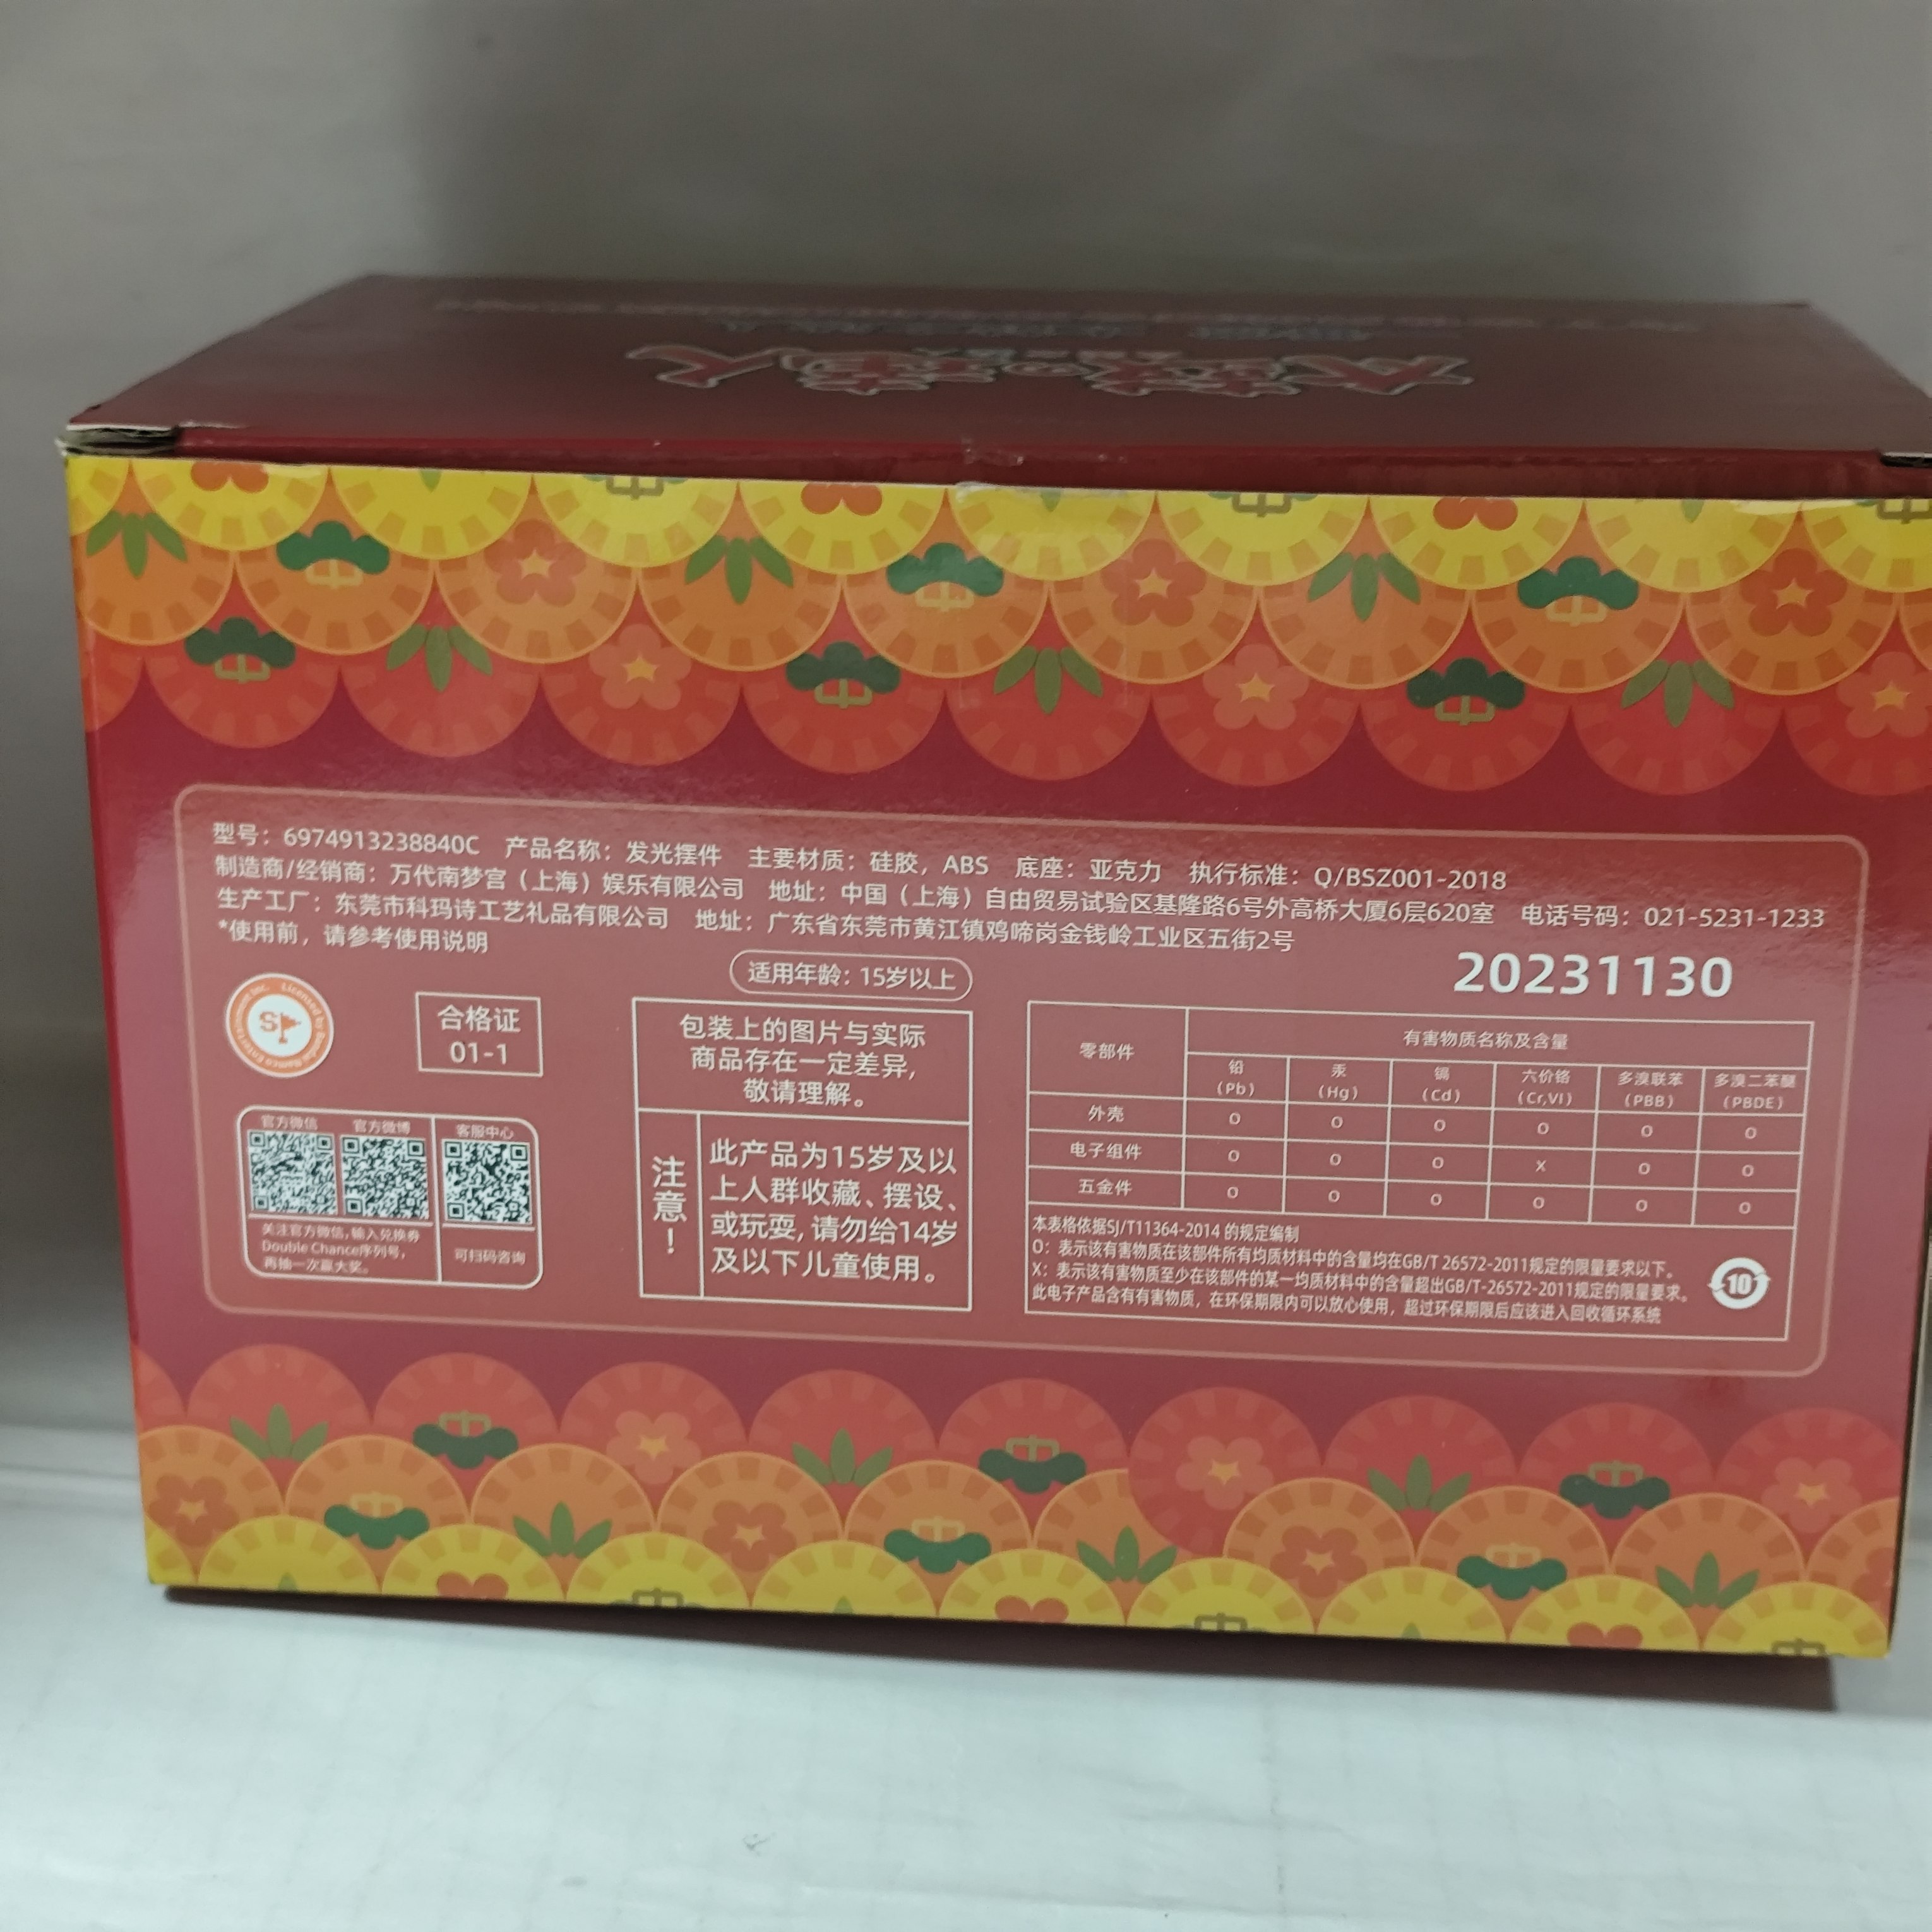 型号：6974913238840C 产品名称：发光摆件 主要材质：硅胶，ABS 底座：亚克力 执行标准：Q/BSZ001-2018
制造商/经销商：万代南梦宫（上海）娱乐有限公司 地址：中国（上海）自由贸易试验区基隆路6号外高桥大厦6层620室 电话号码：021-5231-1233
生产工厂：东莞市科玛诗工艺礼品有限公司 地址：广东省东莞市黄江镇鸡啼岗金钱岭工业区五街2号
*使用前，请参考使用说明
适用年龄：15岁以上
20231130
Licensed by Bandai Namco Entertainment Inc.
合格证
01-1
官方微信 官方微博 客服中心
关注官方微信，输入兑换券
Double Chance序列号，
再抽一次赢大奖。
可扫码咨询
包装上的图片与实际
商品存在一定差异，
敬请理解。
注意！
此产品为15岁及以
上人群收藏、摆设、
或玩耍，请勿给14岁
及以下儿童使用。
零部件 有害物质名称及含量
铅 汞 镉 六价铬 多溴联苯 多溴二苯醚
(Pb) (Hg) (Cd) (Cr,VI) (PBB) (PBDE)
外壳 O O O O O O
电子组件 O O O X O O
五金件 O O O O O O
本表格依据SJ/T11364-2014 的规定编制
O：表示该有害物质在该部件所有均质材料中的含量均在GB/T 26572-2011规定的限量要求以下。
X：表示该有害物质至少在该部件的某一均质材料中的含量超出GB/T-26572-2011规定的限量要求。
此电子产品含有有害物质，在环保期限内可以放心使用，超过环保期限后应该进入回收循环系统
10